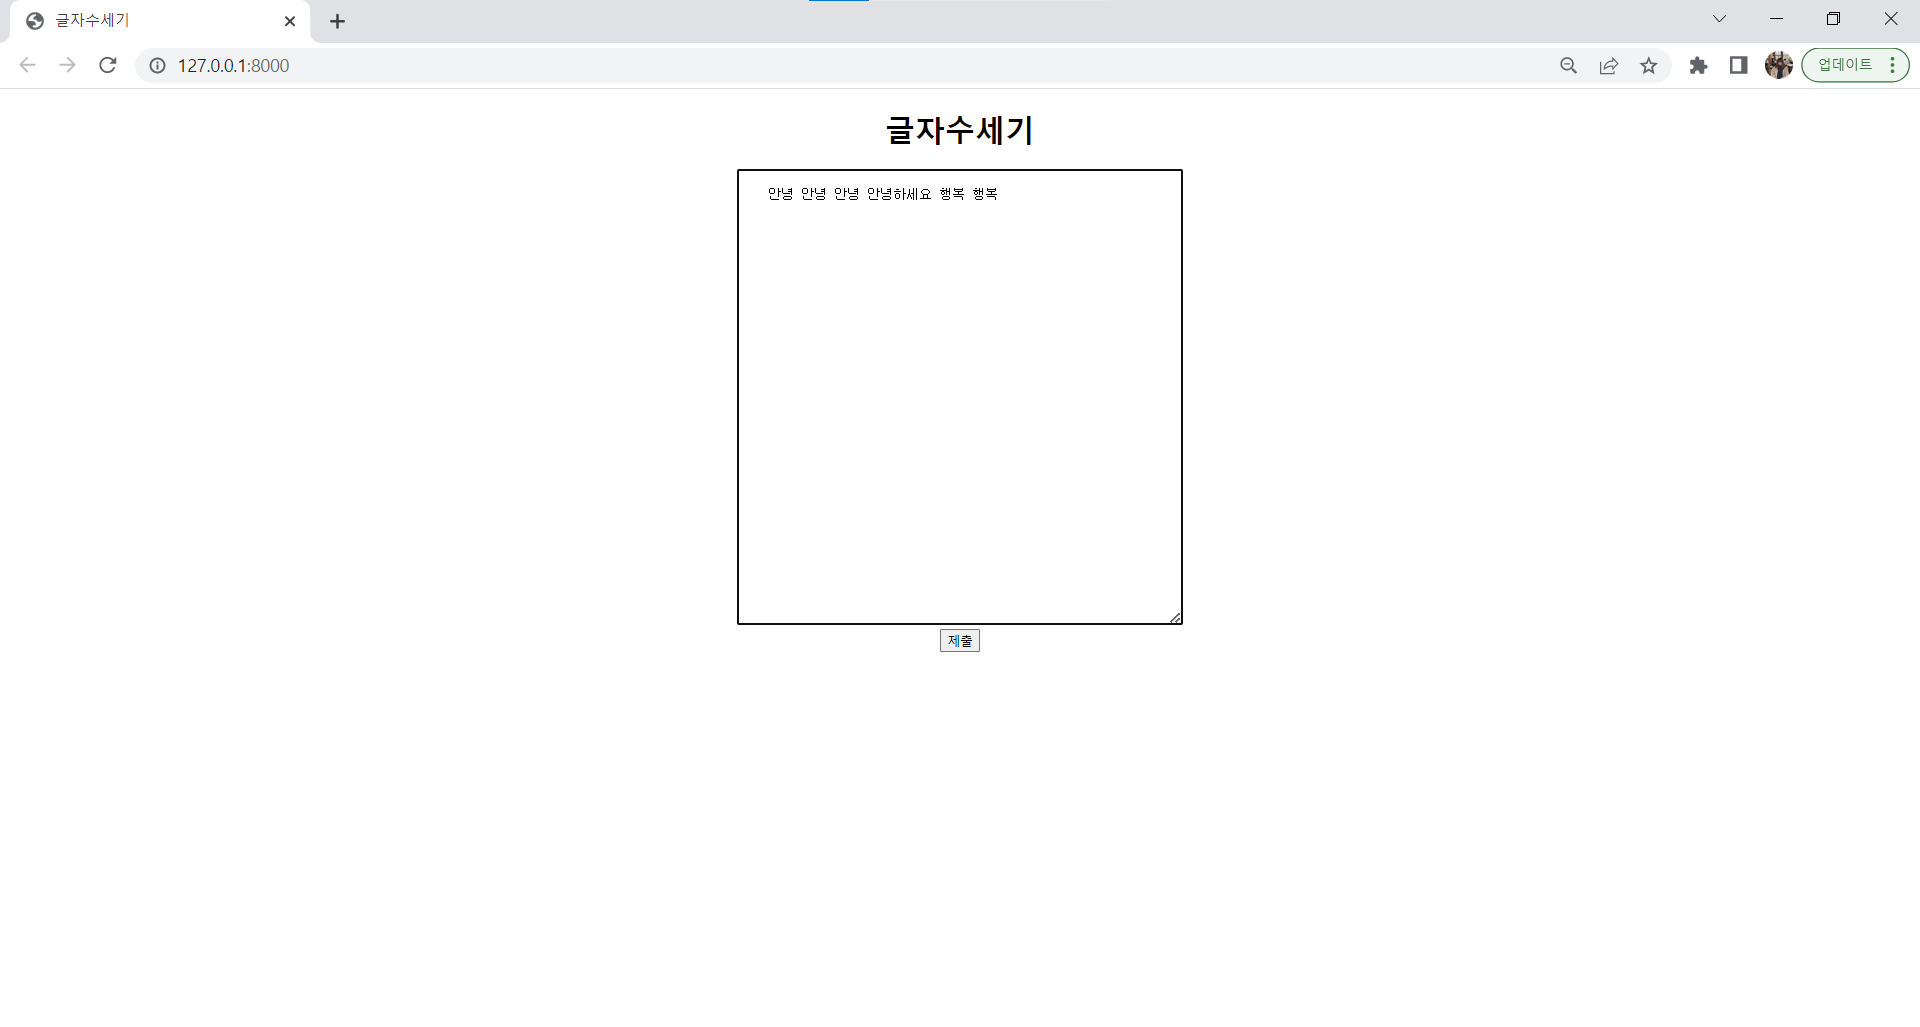 글자수세기
127.0.0.1:8000
업데이트
글자수세기
안녕 안녕 안녕 안녕하세요 행복 행복
제출